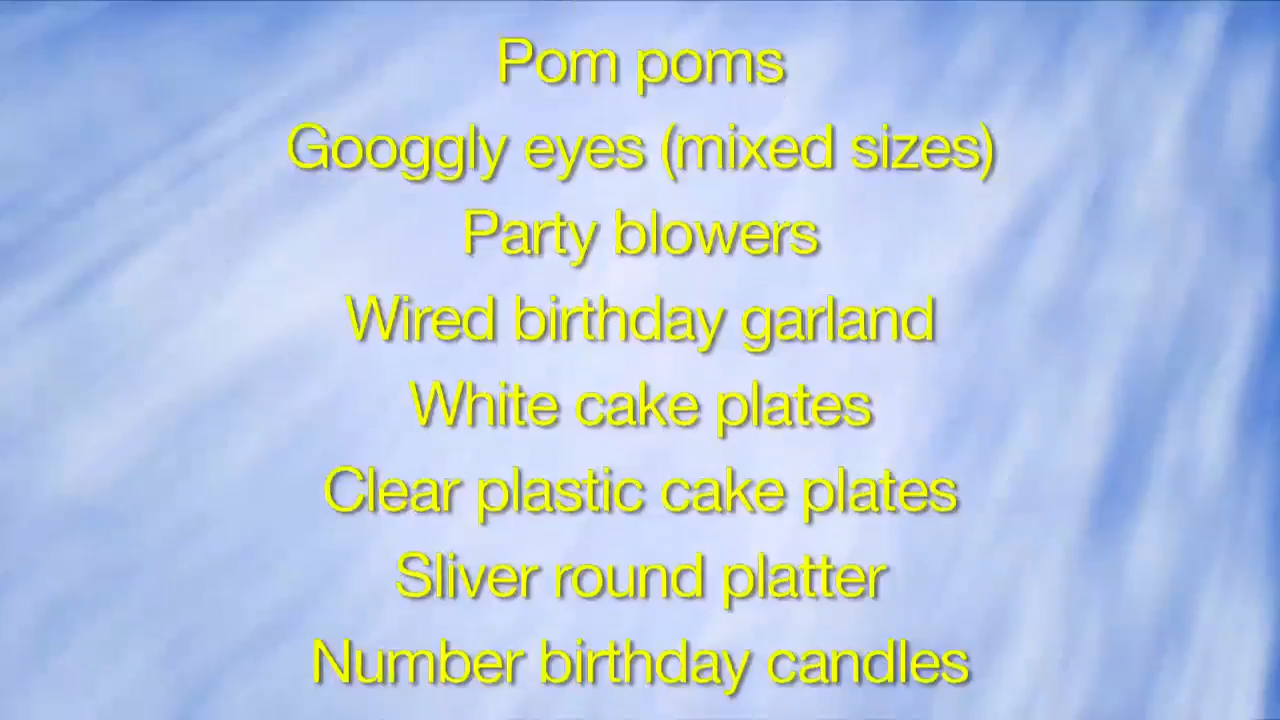 Pom poms
Googgly eyes (mixed sizes)
Party blowers
Wired birthday garland
White cake plates
Clear plastic cake plates
Sliver round platter
Number birthday candles